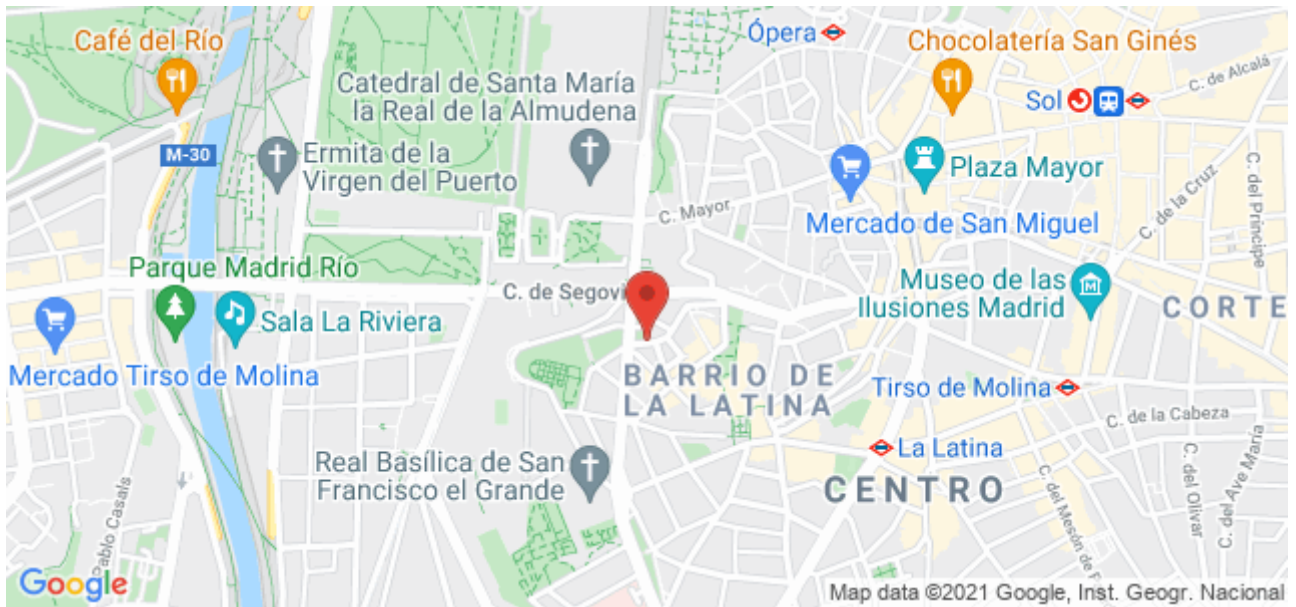 Café del Río
Ópera
Chocolatería San Ginés
C. de Alcalá
Catedral de Santa María
la Real de la Almudena
Sol
M-30
Ermita de la
Virgen del Puerto
Plaza Mayor
C. Mayor
Mercado de San Miguel
C. de la Cruz
C. del Príncipe
Parque Madrid Río
C. de Segovi
Museo de las
Ilusiones Madrid
CORTE
Sala La Riviera
Mercado Tirso de Molina
BARRIO DE
LA LATINA
Tirso de Molina
C. de la Cabeza
La Latina
Real Basílica de San
Francisco el Grande
CENTRO
Pablo Casals
C. del Mesón de
C. del Olivar
C. del Ave María
Google
Map data ©2021 Google, Inst. Geogr. Nacional